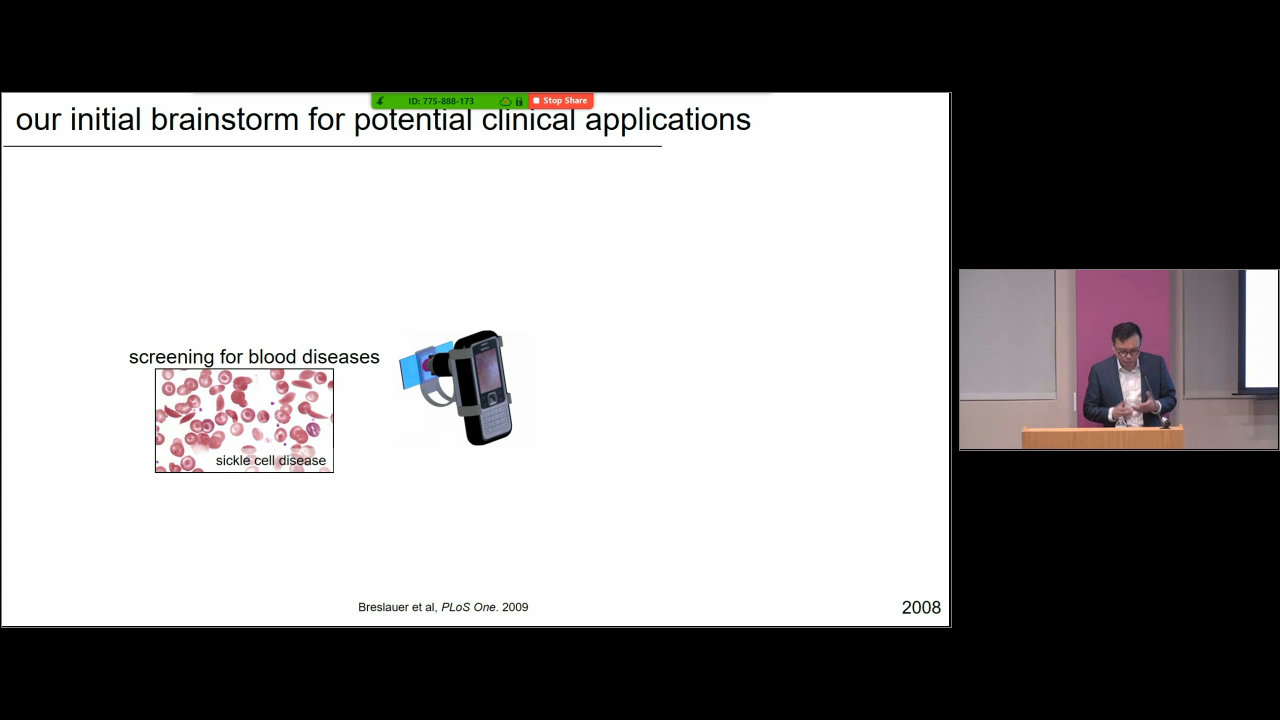 ID: 775-888-173
Stop Share
our initial brainstorm for potential clinical applications
screening for blood diseases
sickle cell disease
Breslauer et al, PLoS One. 2009
2008